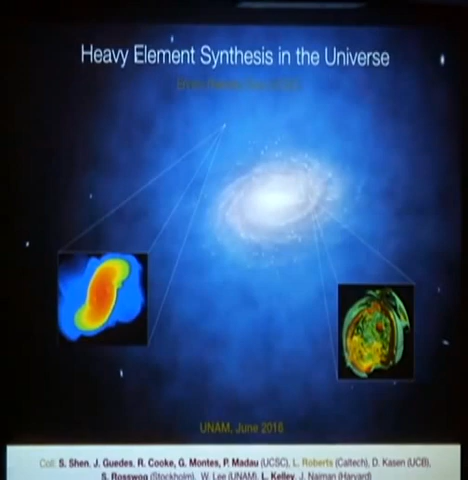 Heavy Element Synthesis in the Universe
UNAM, June 2016
Coll: S. Shen, J. Guedes, R. Cooke, G. Montes, P. Madau (UCSC), L. Roberts (Caltech), D. Kasen (UCB),
S. Rosswog (Stockholm), W. Lee (UNAM), L. Kelley, J. Naiman (Harvard)